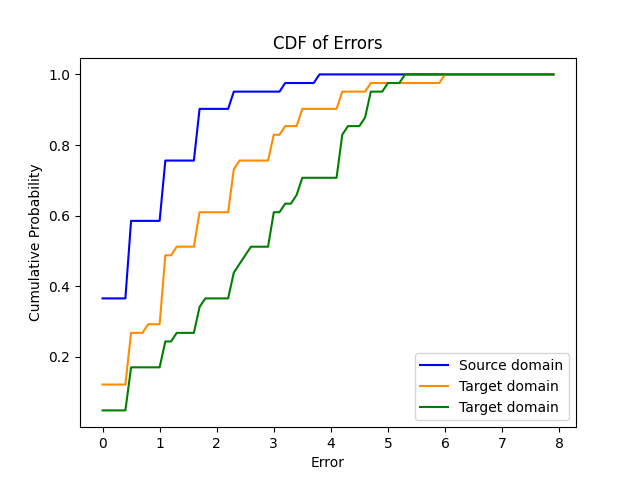 CDF of Errors
1.0
0.8
0.6
0.4
0.2
Cumulative Probability
0 1 2 3 4 5 6 7 8
Error
Source domain
Target domain
Target domain